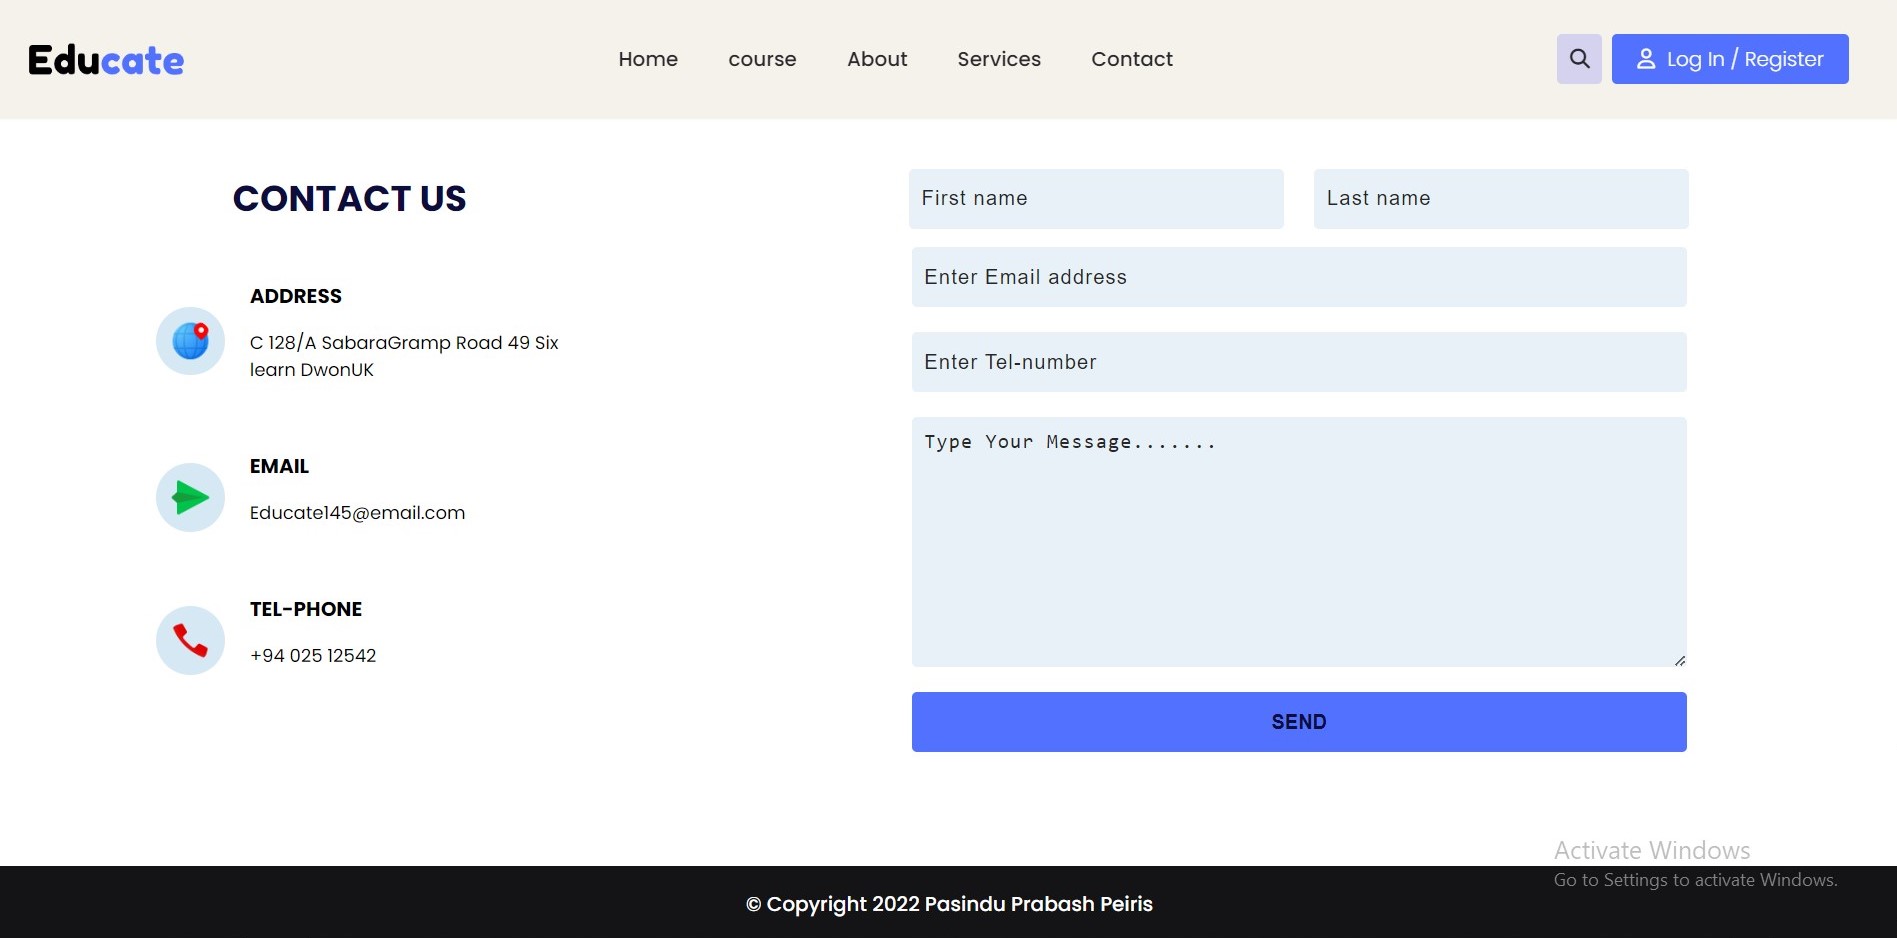 Educate
Home course About Services Contact
Log In / Register
CONTACT US
ADDRESS
C 128/A SabaraGramp Road 49 Six
learn DwonUK
EMAIL
Educate145@email.com
TEL-PHONE
+94 025 12542
First name
Last name
Enter Email address
Enter Tel-number
Type Your Message.......
SEND
Activate Windows
Go to Settings to activate Windows.
© Copyright 2022 Pasindu Prabash Peiris